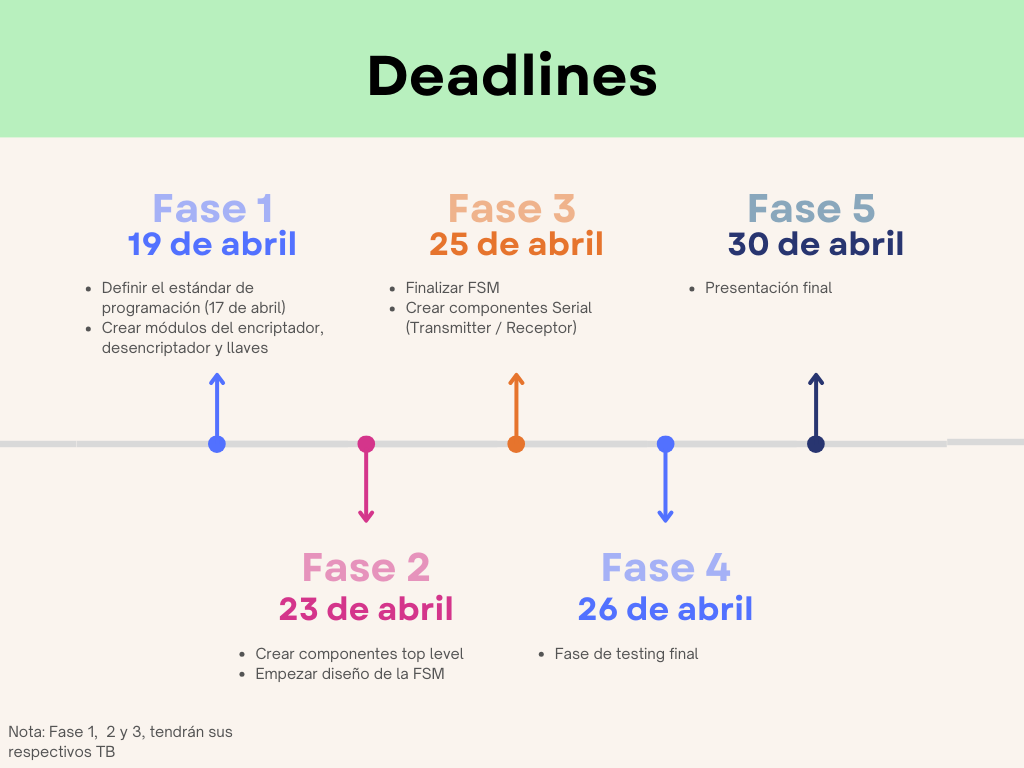 Deadlines
Fase 1
19 de abril
• Definir el estándar de
programación (17 de abril)
• Crear módulos del encriptador,
desencriptador y llaves
Fase 3
25 de abril
• Finalizar FSM
• Crear componentes Serial
(Transmitter / Receptor)
Fase 5
30 de abril
• Presentación final
Fase 2
23 de abril
• Crear componentes top level
• Empezar diseño de la FSM
Fase 4
26 de abril
• Fase de testing final
Nota: Fase 1,  2 y 3, tendrán sus
respectivos TB